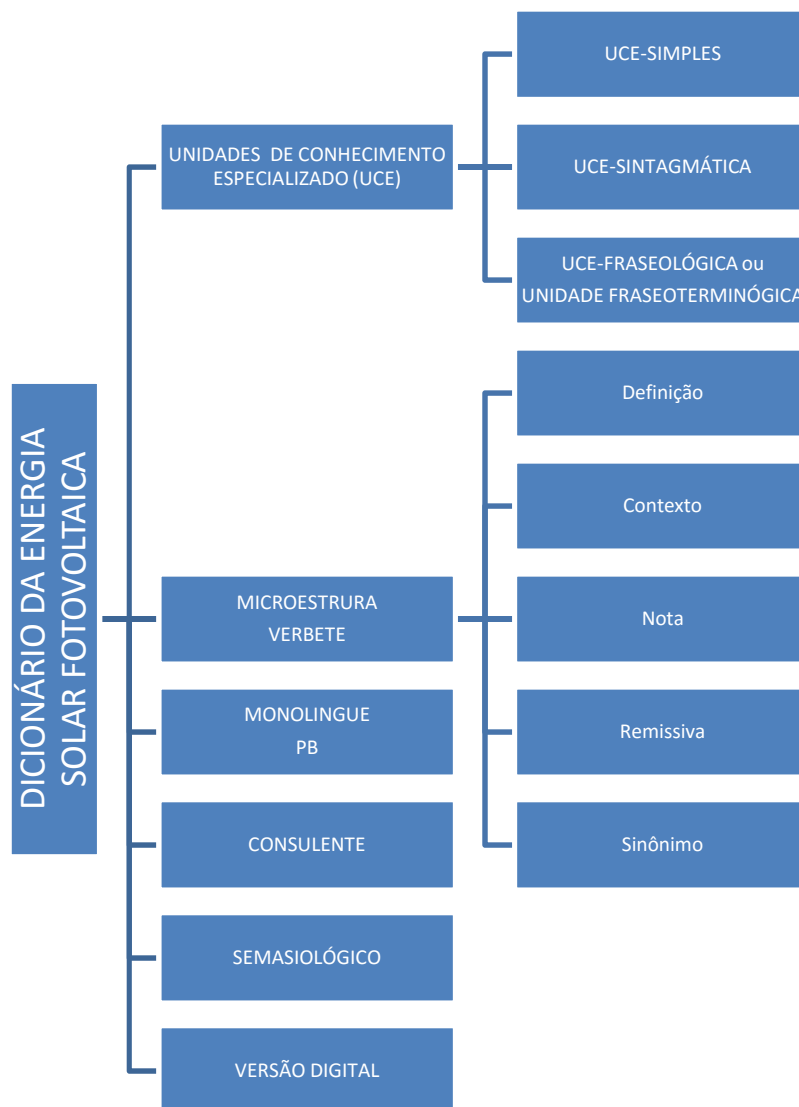 DICIONÁRIO DA ENERGIA
SOLAR FOTOVOLTAICA
UNIDADES DE CONHECIMENTO
ESPECIALIZADO (UCE)
UCE-SIMPLES
UCE-SINTAGMÁTICA
UCE-FRASEOLÓGICA ou
UNIDADE FRASEOTERMINÓGICA
MICROESTRURA
VERBETE
Definição
Contexto
Nota
Remissiva
Sinônimo
MONOLINGUE
PB
CONSULENTE
SEMASIOLÓGICO
VERSÃO DIGITAL